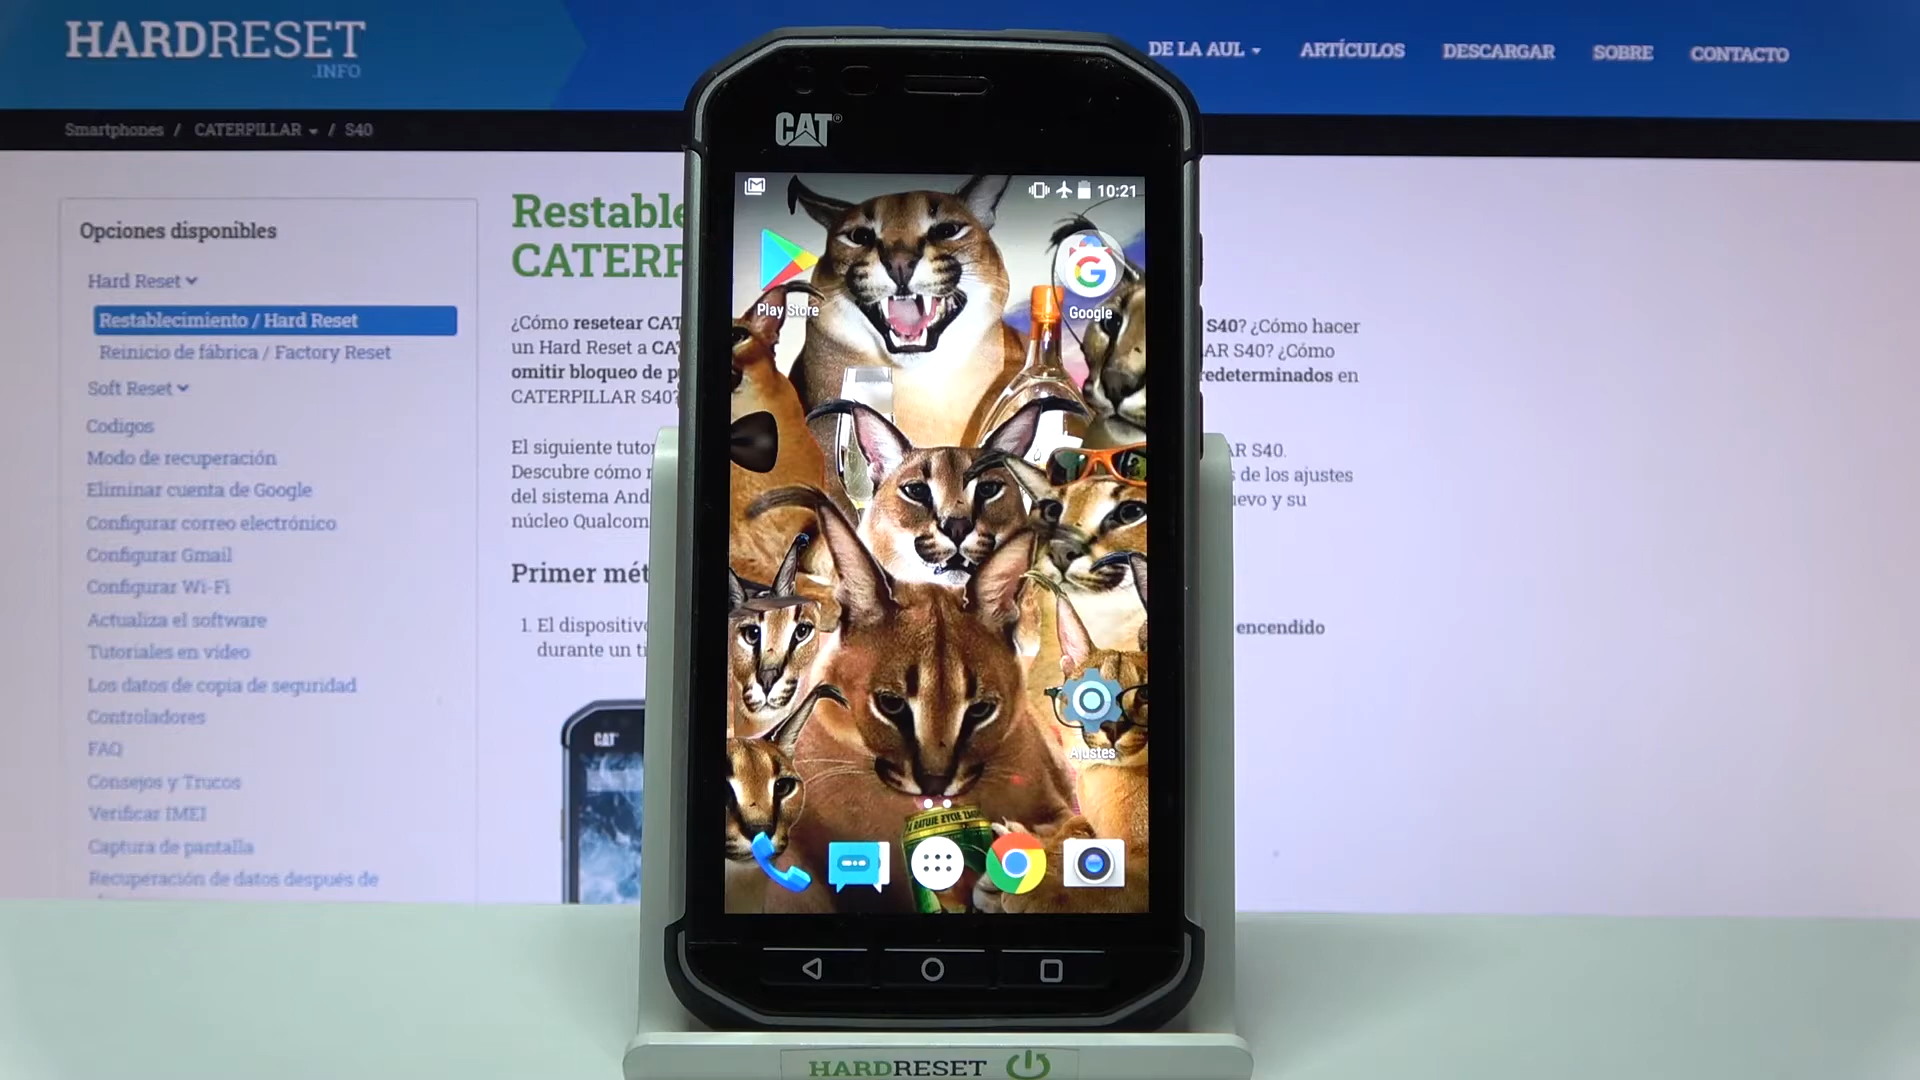 HARDRESET
.INFO
DE LA AUL
ARTÍCULOS
DESCARGAR
SOBRE
CONTACTO
Smartphones / CATERPILLAR / S40
Opciones disponibles
Hard Reset
Restablecimiento / Hard Reset
Reinicio de fábrica / Factory Reset
Soft Reset
Codigos
Modo de recuperación
Eliminar cuenta de Google
Configurar correo electrónico
Configurar Gmail
Configurar Wi-Fi
Actualiza el software
Tutoriales en vídeo
Los datos de copia de seguridad
Controladores
FAQ
Consejos y Trucos
Verificar IMEI
Captura de pantalla
Recuperación de datos después de
Restable
CATERP
¿Cómo resetear CAT
S40? ¿Cómo hacer
un Hard Reset a CA
AR S40? ¿Cómo
omitir bloqueo de p
redeterminados en
CATERPILLAR S40?
El siguiente tutor
AR S40.
Descubre cómo r
de los ajustes
del sistema And
evo y su
núcleo Qualcom
Primer mét
1. El dispositivo
encendido
durante un ti
CAT
CAT®
10:21
Play Store
Google
Ajustes
RATUJE ŻYCIE
HARDRESET